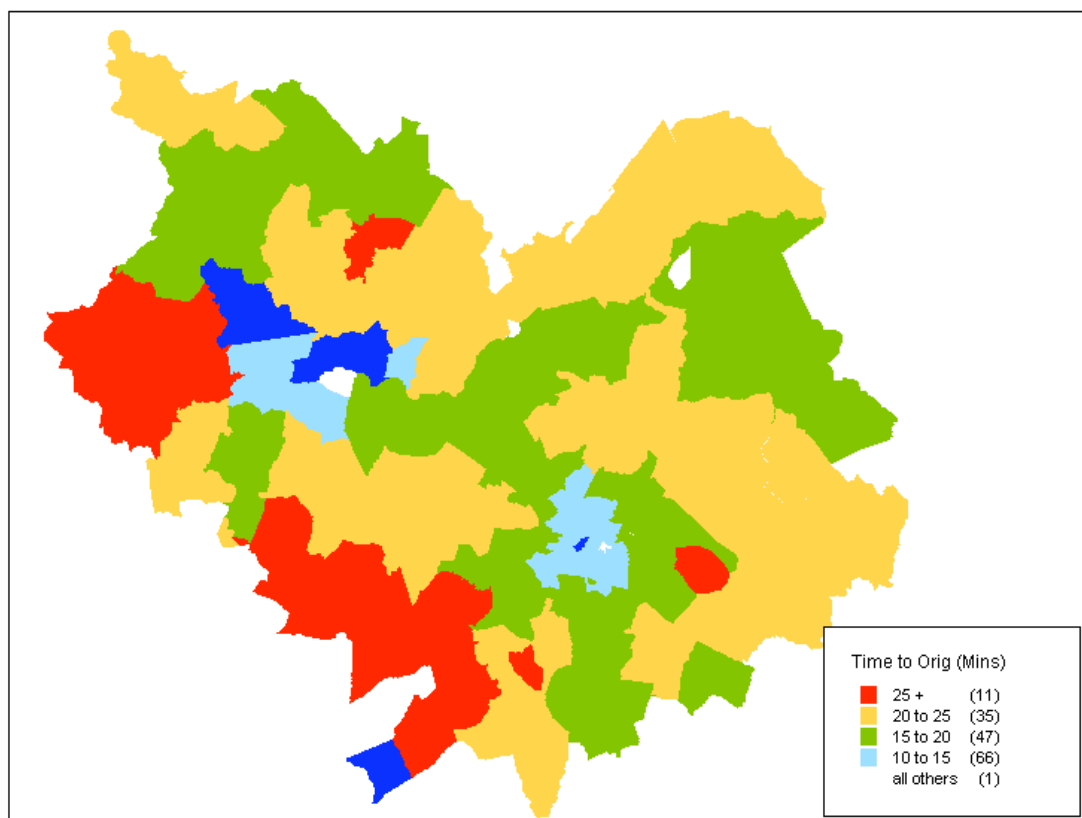 Time to Orig (Mins)
25 + (11)
20 to 25 (35)
15 to 20 (47)
10 to 15 (66)
all others (1)